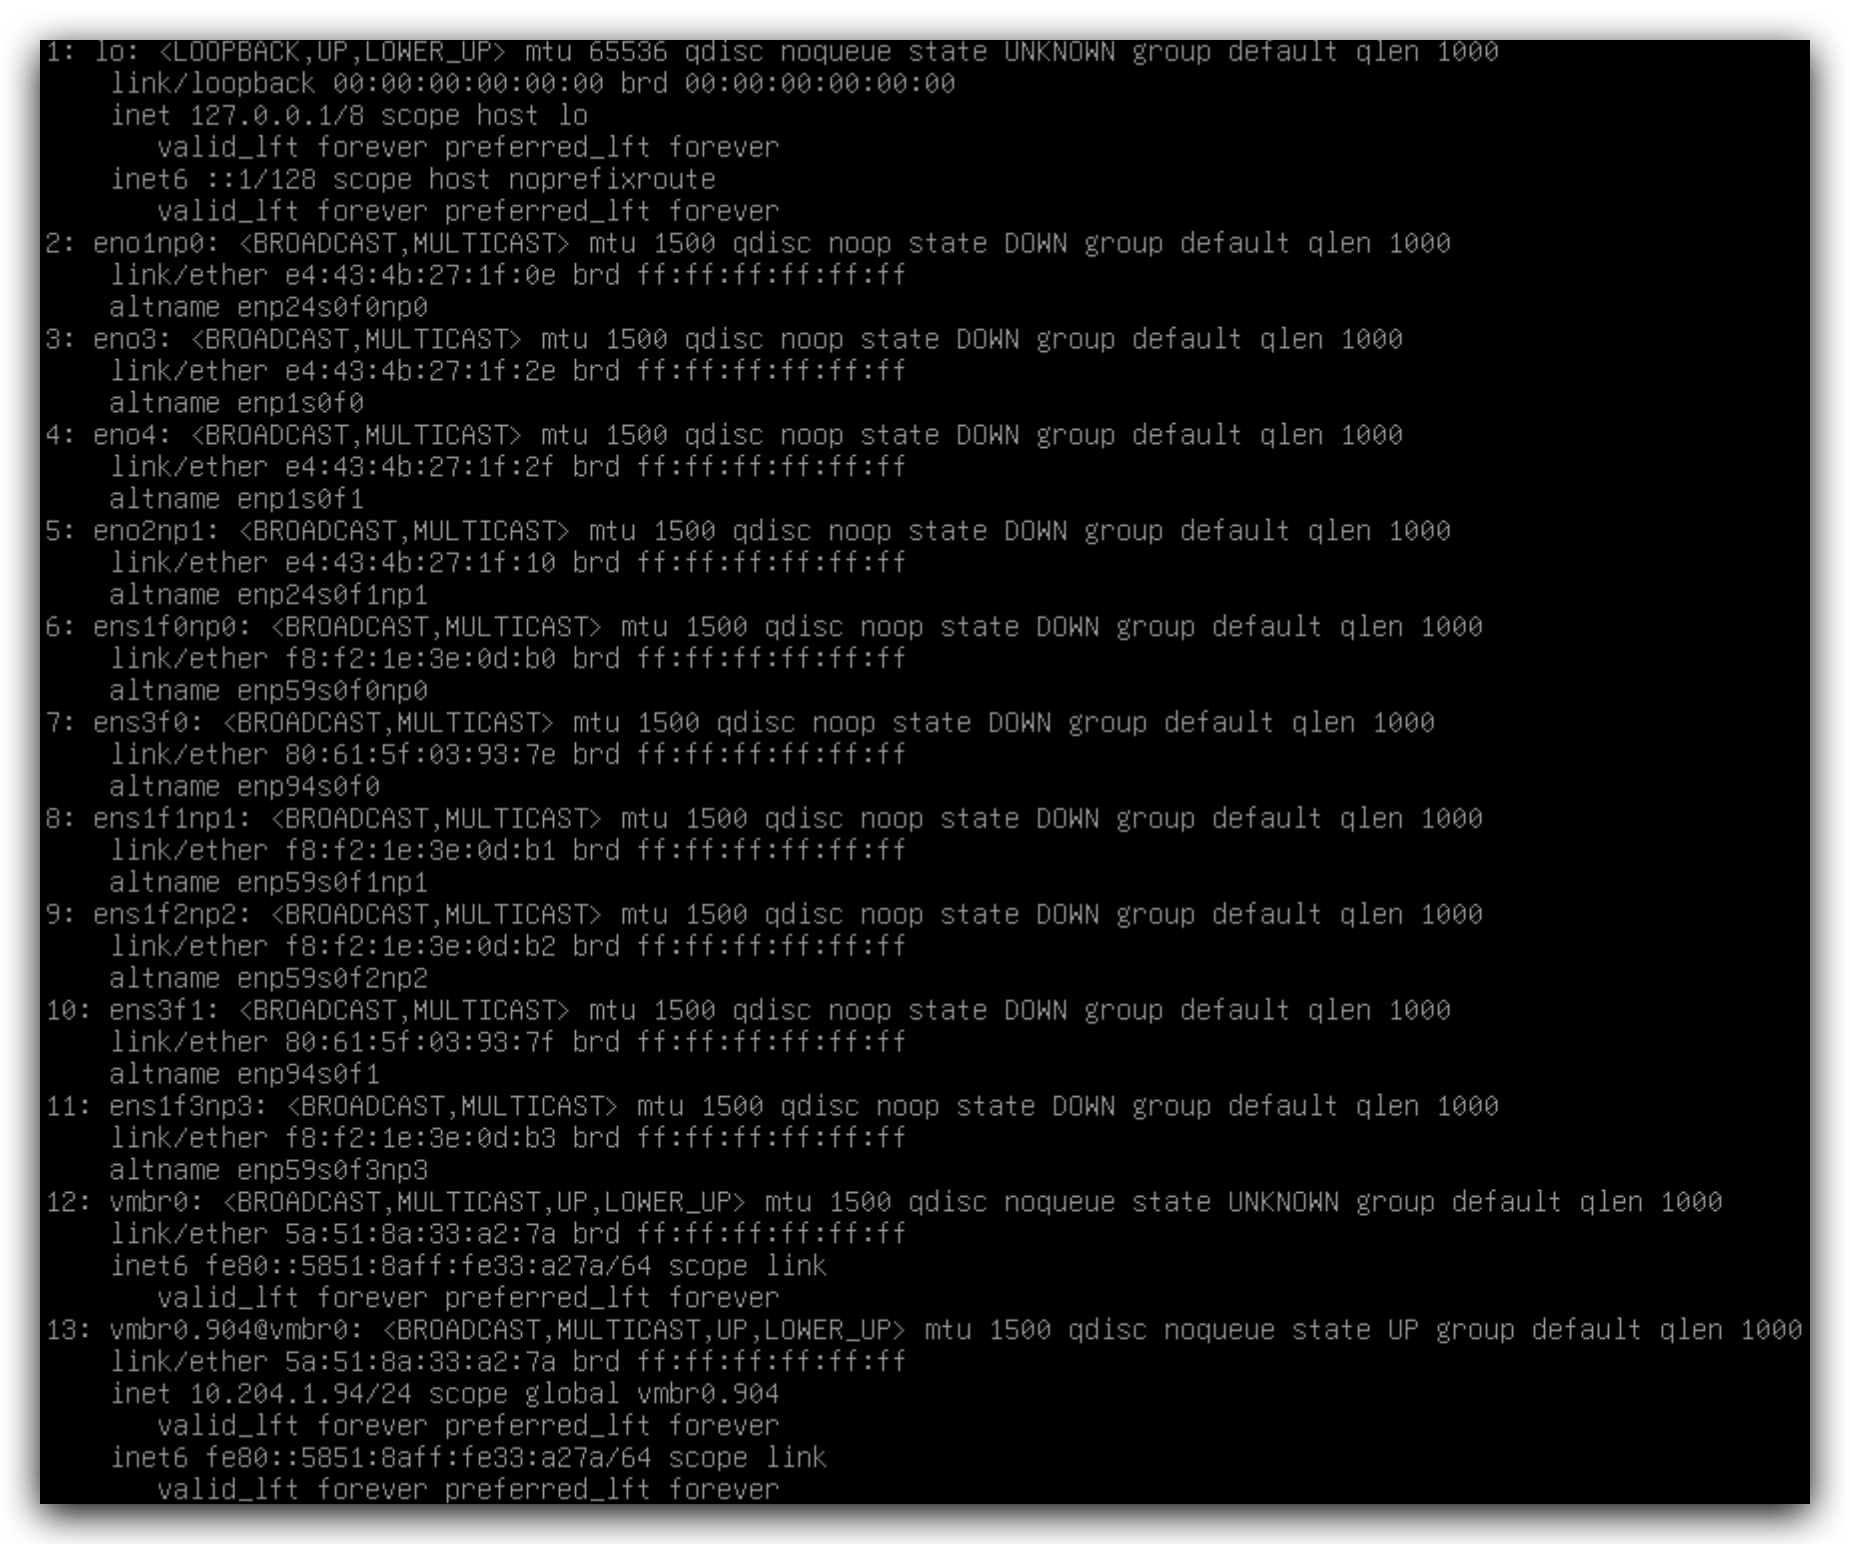 1: lo: <LOOPBACK,UP,LOWER_UP> mtu 65536 qdisc noqueue state UNKNOWN group default qlen 1000
link/loopback 00:00:00:00:00:00 brd 00:00:00:00:00:00
inet 127.0.0.1/8 scope host lo
valid_lft forever preferred_lft forever
inet6 ::1/128 scope host noprefixroute
valid_lft forever preferred_lft forever
2: eno1np0: <BROADCAST,MULTICAST> mtu 1500 qdisc noop state DOWN group default qlen 1000
link/ether e4:43:4b:27:1f:0e brd ff:ff:ff:ff:ff:ff
altname enp24s0f0np0
3: eno3: <BROADCAST,MULTICAST> mtu 1500 qdisc noop state DOWN group default qlen 1000
link/ether e4:43:4b:27:1f:2e brd ff:ff:ff:ff:ff:ff
altname enp1s0f0
4: eno4: <BROADCAST,MULTICAST> mtu 1500 qdisc noop state DOWN group default qlen 1000
link/ether e4:43:4b:27:1f:2f brd ff:ff:ff:ff:ff:ff
altname enp1s0f1
5: eno2np1: <BROADCAST,MULTICAST> mtu 1500 qdisc noop state DOWN group default qlen 1000
link/ether e4:43:4b:27:1f:10 brd ff:ff:ff:ff:ff:ff
altname enp24s0f1np1
6: ens1f0np0: <BROADCAST,MULTICAST> mtu 1500 qdisc noop state DOWN group default qlen 1000
link/ether f8:f2:1e:3e:0d:b0 brd ff:ff:ff:ff:ff:ff
altname enp59s0f0np0
7: ens3f0: <BROADCAST,MULTICAST> mtu 1500 qdisc noop state DOWN group default qlen 1000
link/ether 80:61:5f:03:93:7e brd ff:ff:ff:ff:ff:ff
altname enp94s0f0
8: ens1f1np1: <BROADCAST,MULTICAST> mtu 1500 qdisc noop state DOWN group default qlen 1000
link/ether f8:f2:1e:3e:0d:b1 brd ff:ff:ff:ff:ff:ff
altname enp59s0f1np1
9: ens1f2np2: <BROADCAST,MULTICAST> mtu 1500 qdisc noop state DOWN group default qlen 1000
link/ether f8:f2:1e:3e:0d:b2 brd ff:ff:ff:ff:ff:ff
altname enp59s0f2np2
10: ens3f1: <BROADCAST,MULTICAST> mtu 1500 qdisc noop state DOWN group default qlen 1000
link/ether 80:61:5f:03:93:7f brd ff:ff:ff:ff:ff:ff
altname enp94s0f1
11: ens1f3np3: <BROADCAST,MULTICAST> mtu 1500 qdisc noop state DOWN group default qlen 1000
link/ether f8:f2:1e:3e:0d:b3 brd ff:ff:ff:ff:ff:ff
altname enp59s0f3np3
12: vmbr0: <BROADCAST,MULTICAST,UP,LOWER_UP> mtu 1500 qdisc noqueue state UNKNOWN group default qlen 1000
link/ether 5a:51:8a:33:a2:7a brd ff:ff:ff:ff:ff:ff
inet6 fe80::5851:8aff:fe33:a27a/64 scope link
valid_lft forever preferred_lft forever
13: vmbr0.904@vmbr0: <BROADCAST,MULTICAST,UP,LOWER_UP> mtu 1500 qdisc noqueue state UP group default qlen 1000
link/ether 5a:51:8a:33:a2:7a brd ff:ff:ff:ff:ff:ff
inet 10.204.1.94/24 scope global vmbr0.904
valid_lft forever preferred_lft forever
inet6 fe80::5851:8aff:fe33:a27a/64 scope link
valid_lft forever preferred_lft forever